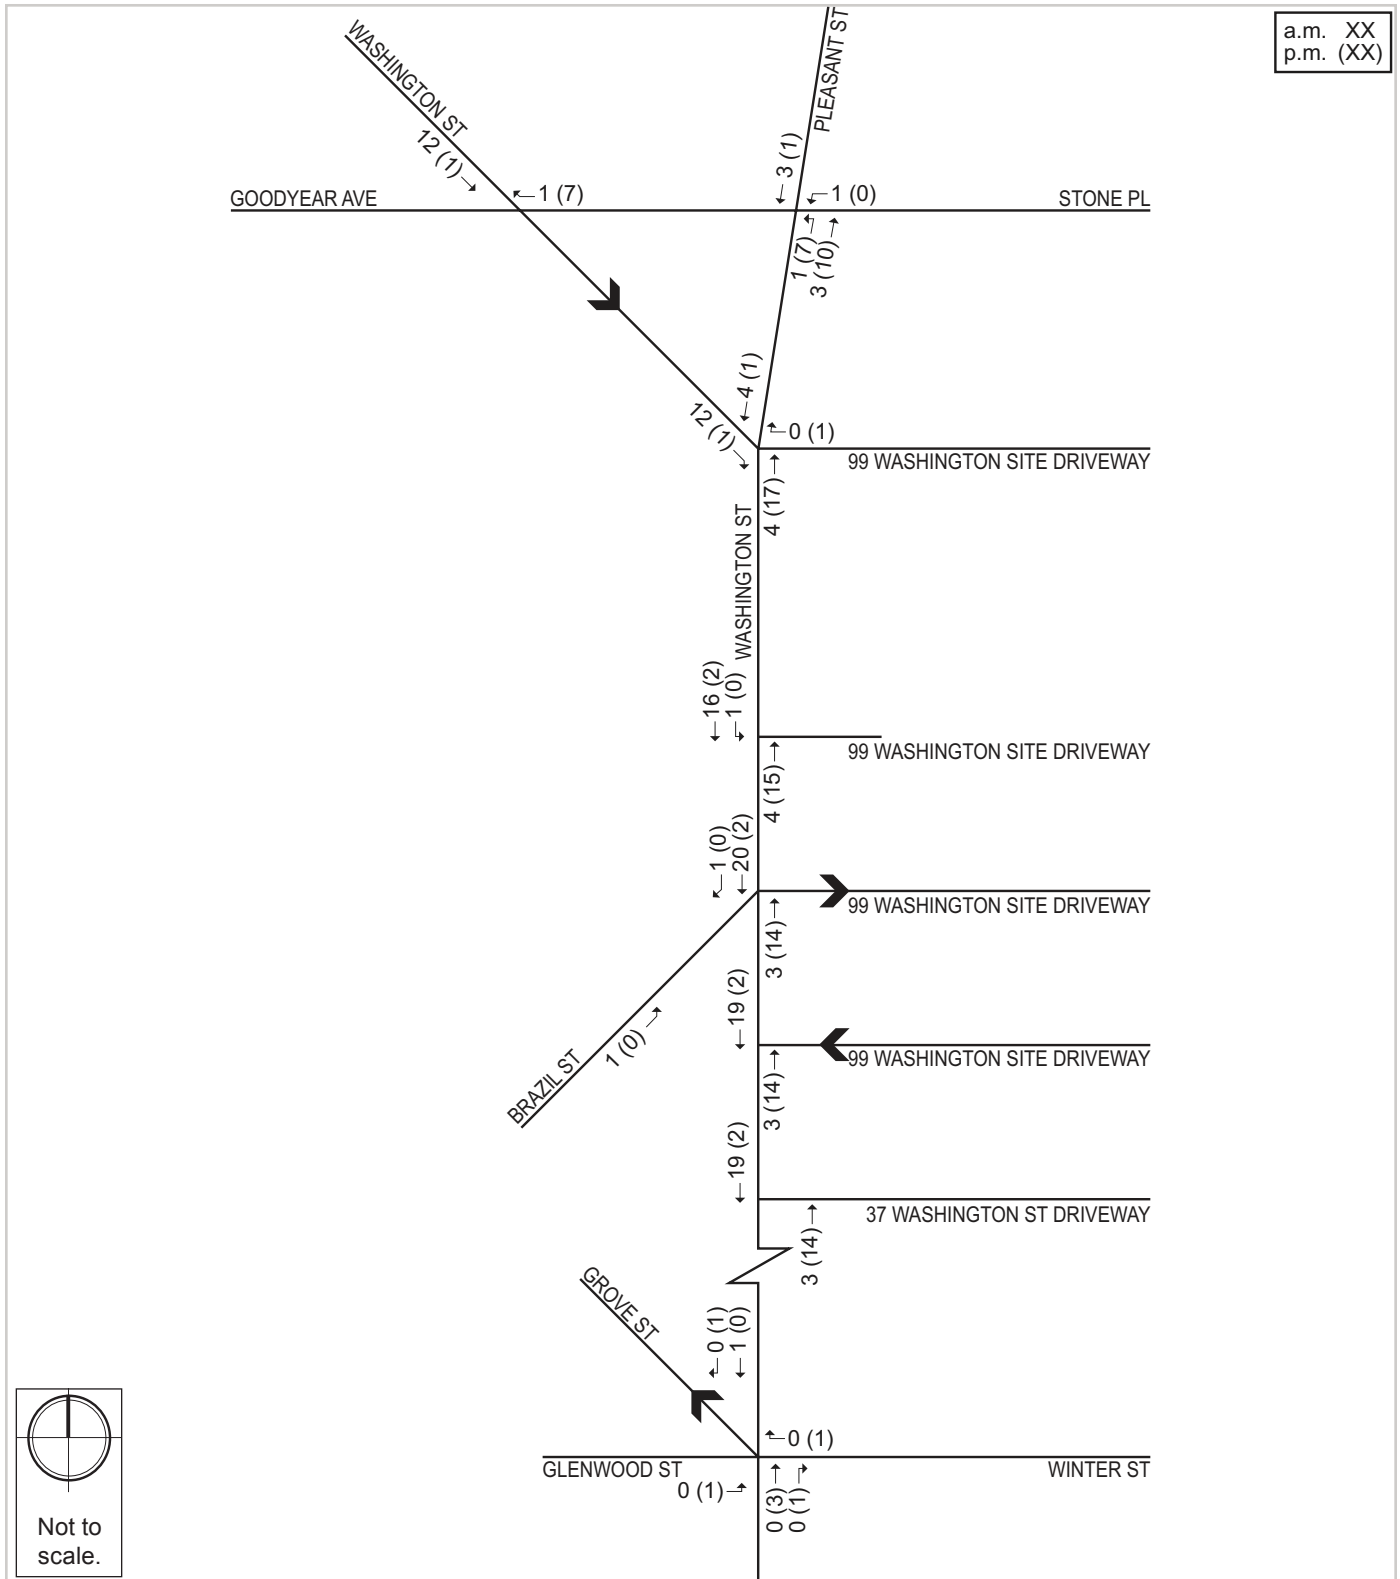 a.m. XX
p.m. (XX)
WASHINGTON ST
PLEASANT ST
12 (1)
3 (1)
GOODYEAR AVE
1 (7)
1 (0)
STONE PL
1 (7)
3 (10)
4 (1)
12 (1)
0 (1)
99 WASHINGTON SITE DRIVEWAY
4 (17)
WASHINGTON ST
16 (2)
1 (0)
99 WASHINGTON SITE DRIVEWAY
4 (15)
1 (0)
20 (2)
99 WASHINGTON SITE DRIVEWAY
3 (14)
19 (2)
1 (0)
BRAZIL ST
99 WASHINGTON SITE DRIVEWAY
3 (14)
19 (2)
37 WASHINGTON ST DRIVEWAY
3 (14)
GROVE ST
0 (1)
1 (0)
0 (1)
GLENWOOD ST
WINTER ST
0 (1)
0 (3)
0 (1)
Not to
scale.